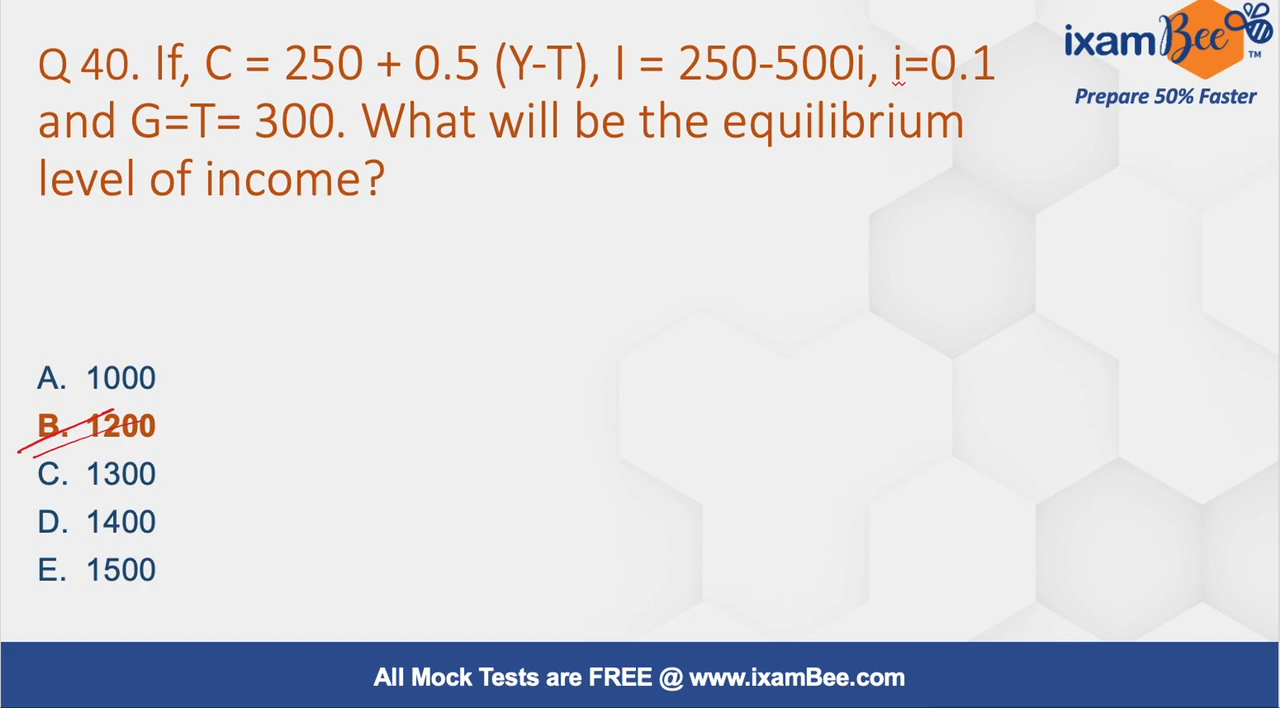 Q 40. If, C = 250 + 0.5 (Y-T), I = 250-500i, i=0.1
and G=T= 300. What will be the equilibrium
level of income?
ixamBee™
Prepare 50% Faster
A. 1000
B. 1200
C. 1300
D. 1400
E. 1500
All Mock Tests are FREE @ www.ixamBee.com